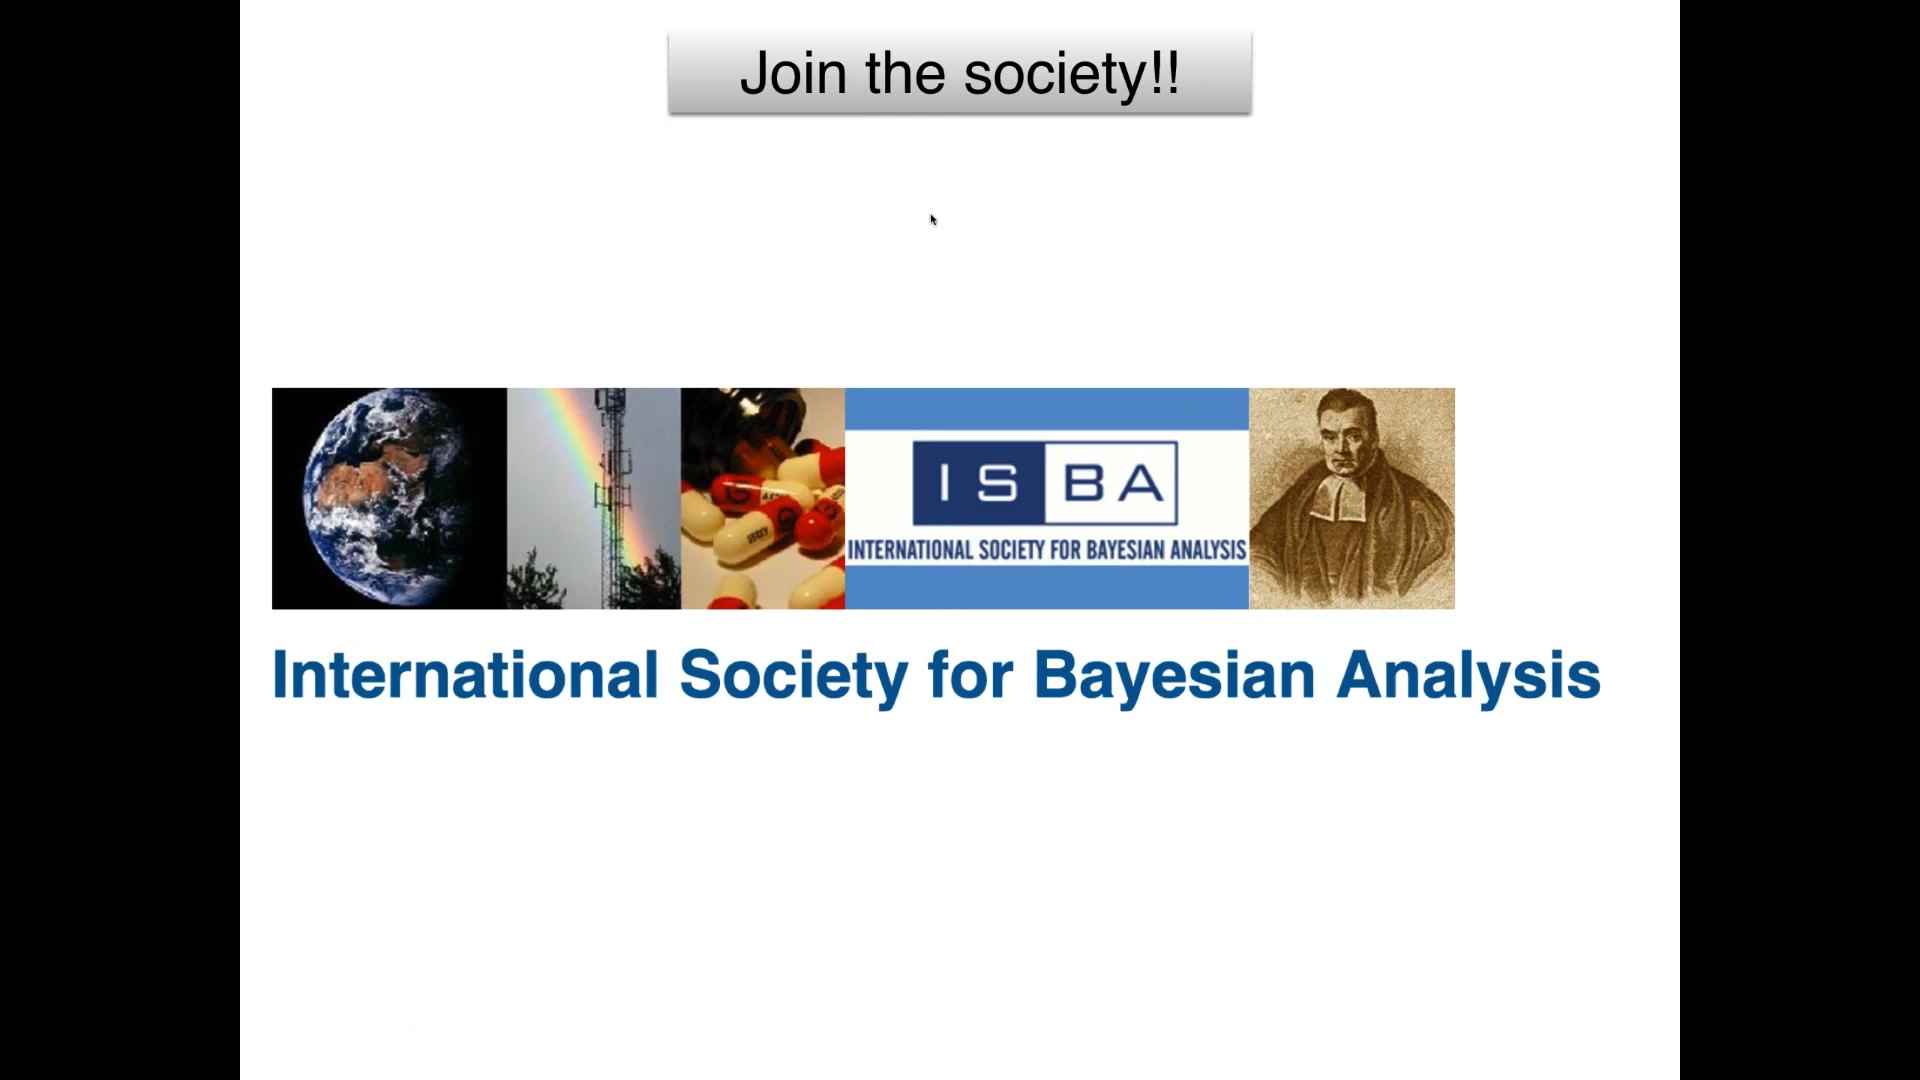 Join the society!!
I S B A
INTERNATIONAL SOCIETY FOR BAYESIAN ANALYSIS
International Society for Bayesian Analysis